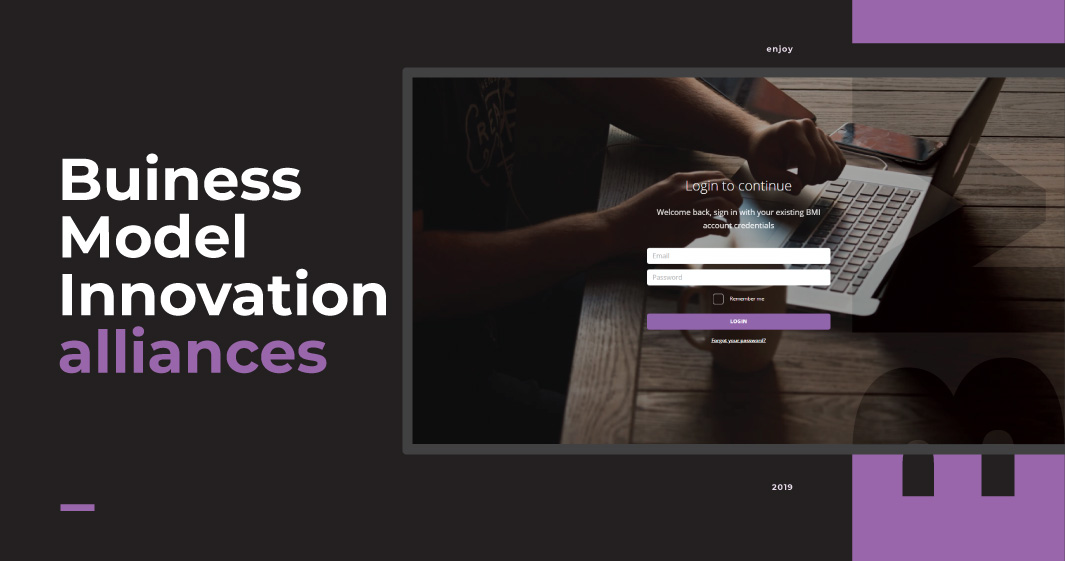 enjoy
Buiness
Model
Innovation
alliances
Login to continue
Welcome back, sign in with your existing BMI
account credentials
Email
Password
Remember me
LOGIN
Forgot your password?
2019